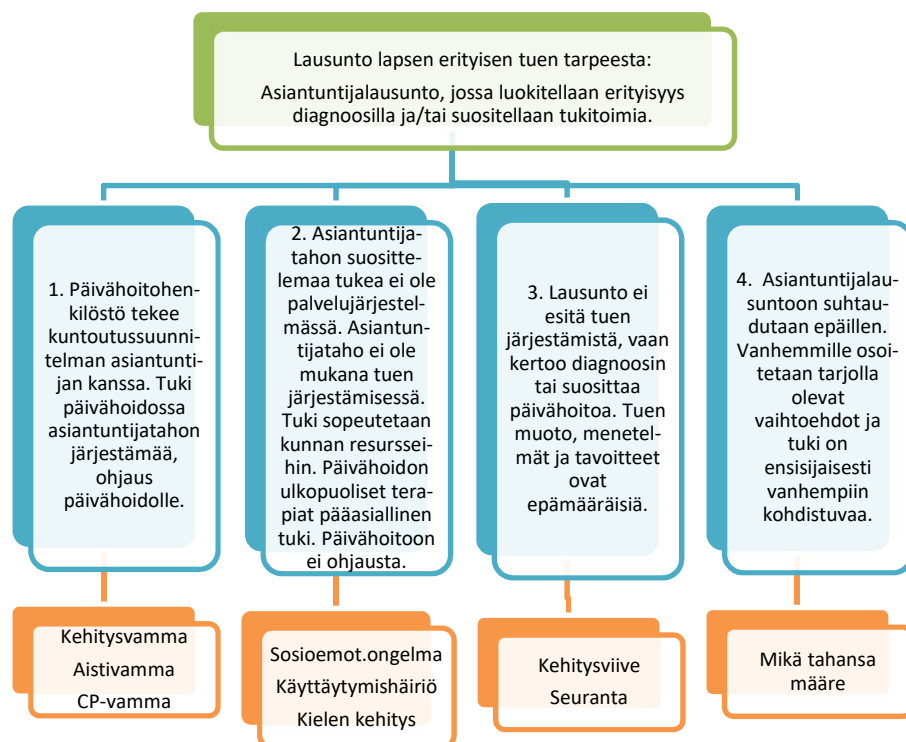 Lausunto lapsen erityisen tuen tarpeesta:
Asiantuntijalausunto, jossa luokitellaan erityisyys
diagnoosilla ja/tai suositellaan tukitoimia.
1. Päivähoitohen-
kilöstö tekee
kuntoutussuunni-
telman asiantunti-
jan kanssa. Tuki
päivähoidossa
asiantuntijatahon
järjestämää,
ohjaus
päivähoidolle.
2. Asiantuntija-
tahon suositte-
lemaa tukea ei ole
palvelujärjestel-
mässä. Asiantun-
tijataho ei ole
mukana tuen
järjestämisessä.
Tuki sopeutetaan
kunnan resurssei-
hin. Päivähoidon
ulkopuoliset tera-
piat pääasiallinen
tuki. Päivähoitoon
ei ohjausta.
3. Lausunto ei
esitä tuen
järjestämistä, vaan
kertoo diagnoosin
tai suosittaa
päivähoitoa. Tuen
muoto, menetel-
mät ja tavoitteet
ovat
epämääräisiä.
4. Asiantuntijalau-
suntoon suhtau-
dutaan epäillen.
Vanhemmille osoi-
tetaan tarjolla
olevat
vaihtoehdot ja
tuki on
ensisijaisesti
vanhempiin
kohdistuvaa.
Kehitysvamma
Aistivamma
CP-vamma
Sosioemot.ongelma
Käyttäytymishäiriö
Kielen kehitys
Kehitysviive
Seuranta
Mikä tahansa
määre